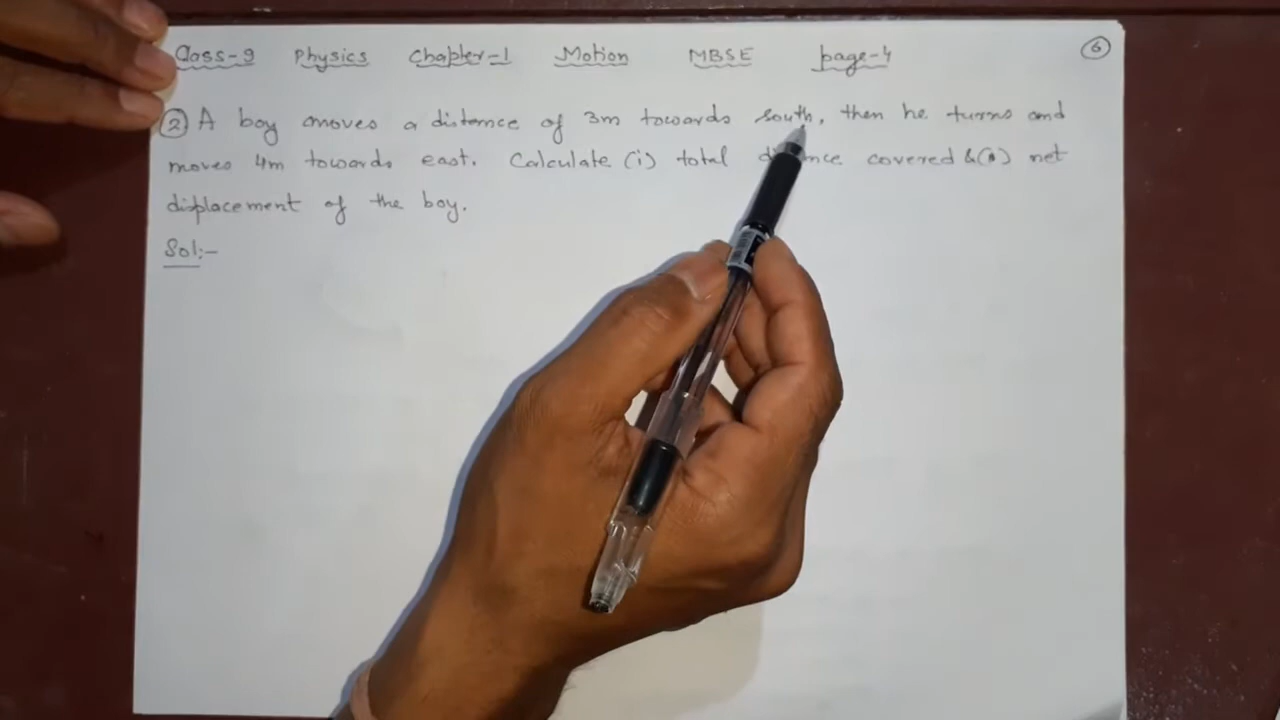 Class-9 Physics Chapter-1 Motion MBSE page-4 6
2 A boy moves a distance of 3m towards south, then he turns and
moves 4m towards east. Calculate (i) total covered & net
displacement of the boy.
Sol:-